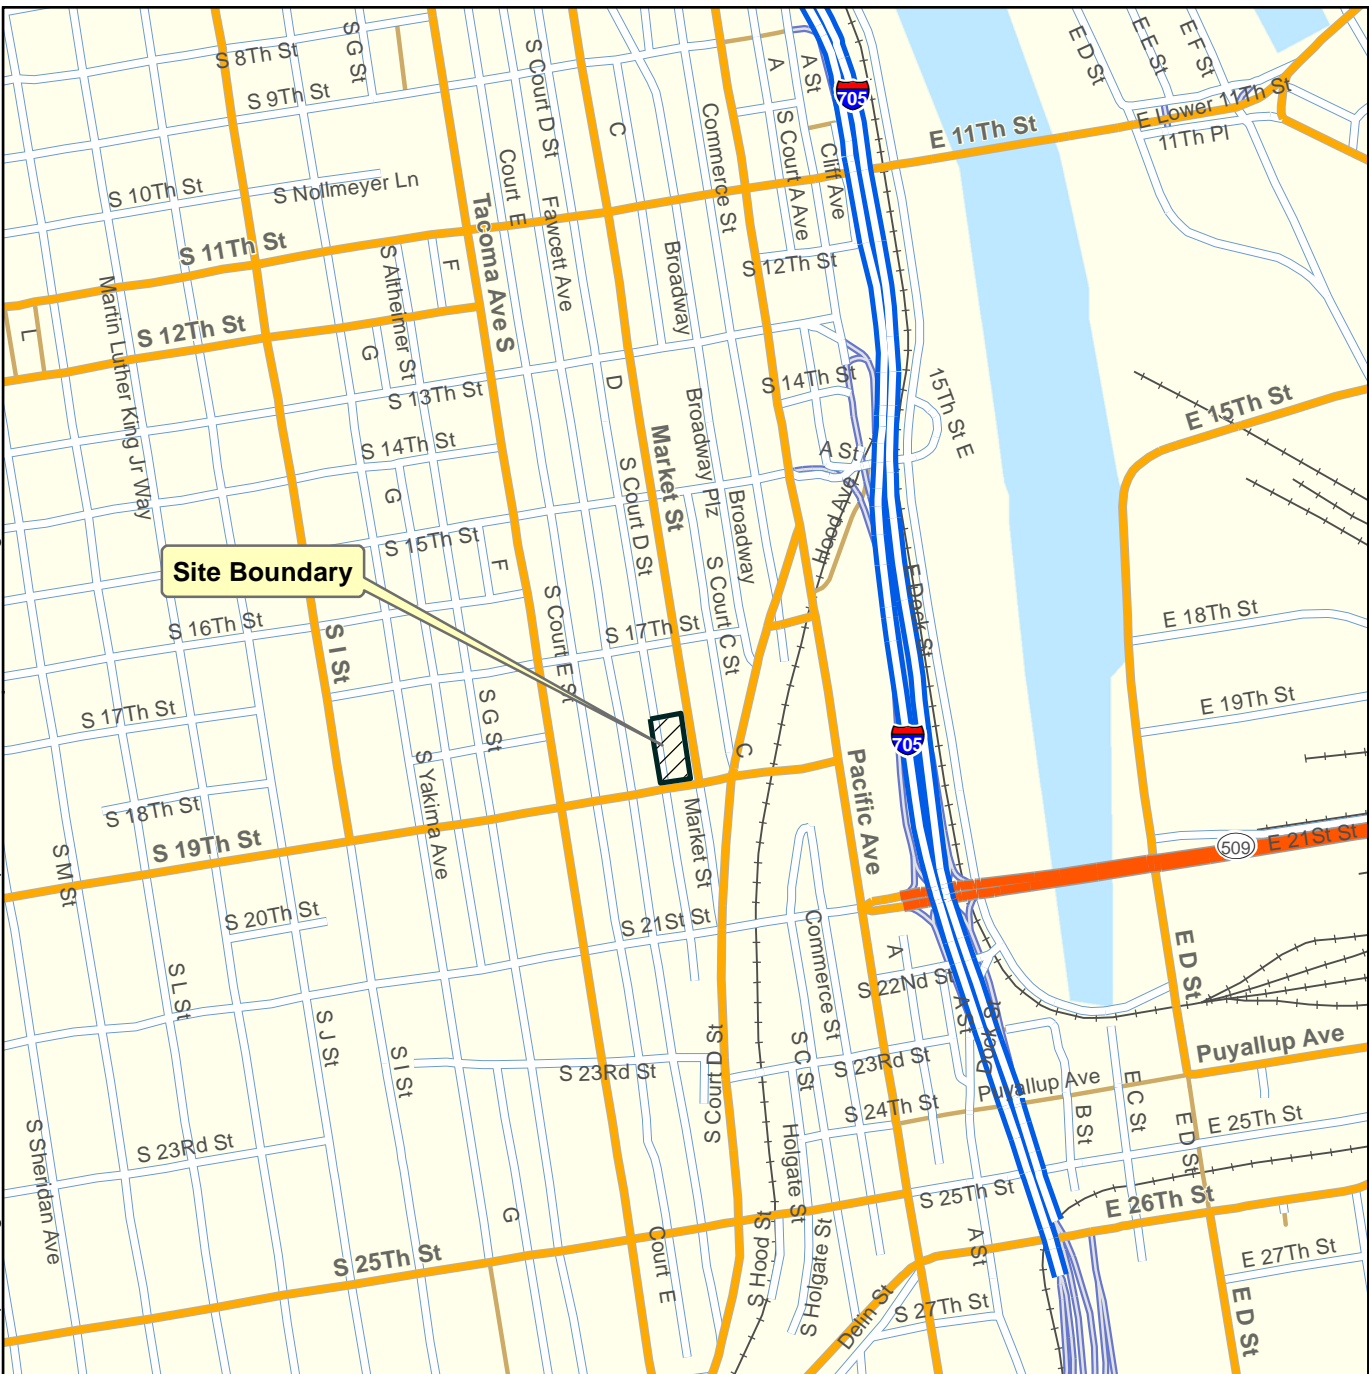 S 8Th St
S G St
S 9Th St
S Court D St
C
A
A St
705
E D St
E E St
E F St
E Lower 11Th St
11Th Pl
E 11Th St
Commerce St
S Court A Ave
Cliff Ave
S 10Th St
S Nollmeyer Ln
Court E
Fawcett Ave
Tacoma Ave S
S 11Th St
S Altheimer St
F
Broadway
S 12Th St
L
Martin Luther King Jr Way
S 12Th St
G
S 13Th St
D
S 14Th St
15Th St E
E 15Th St
S 14Th St
Broadway Plz
Market St
A St
G
S Court D St
Broadway
Hood Ave
S 15Th St
F
S Court C St
E Dock St
Site Boundary
S 16Th St
S I St
S Court E St
S 17Th St
E 18Th St
S 17Th St
S G St
E 19Th St
705
C
S Yakima Ave
Pacific Ave
S 18Th St
S 19Th St
Market St
509
E 21St St
S M St
S 20Th St
S 21St St
Commerce St
A
E D St
S L St
S 22Nd St
A St
Dock St
S J St
S I St
S Court D St
S C St
S 23Rd St
S 23Rd St
Puyallup Ave
Puyallup Ave
S 24Th St
B St
E C St
E D St
E 25Th St
S Sheridan Ave
S 23Rd St
Holgate St
S 25Th St
E 26Th St
G
Court E
S Hood St
S Holgate St
A St
S 25Th St
E 27Th St
Delin St
S 27Th St
E D St